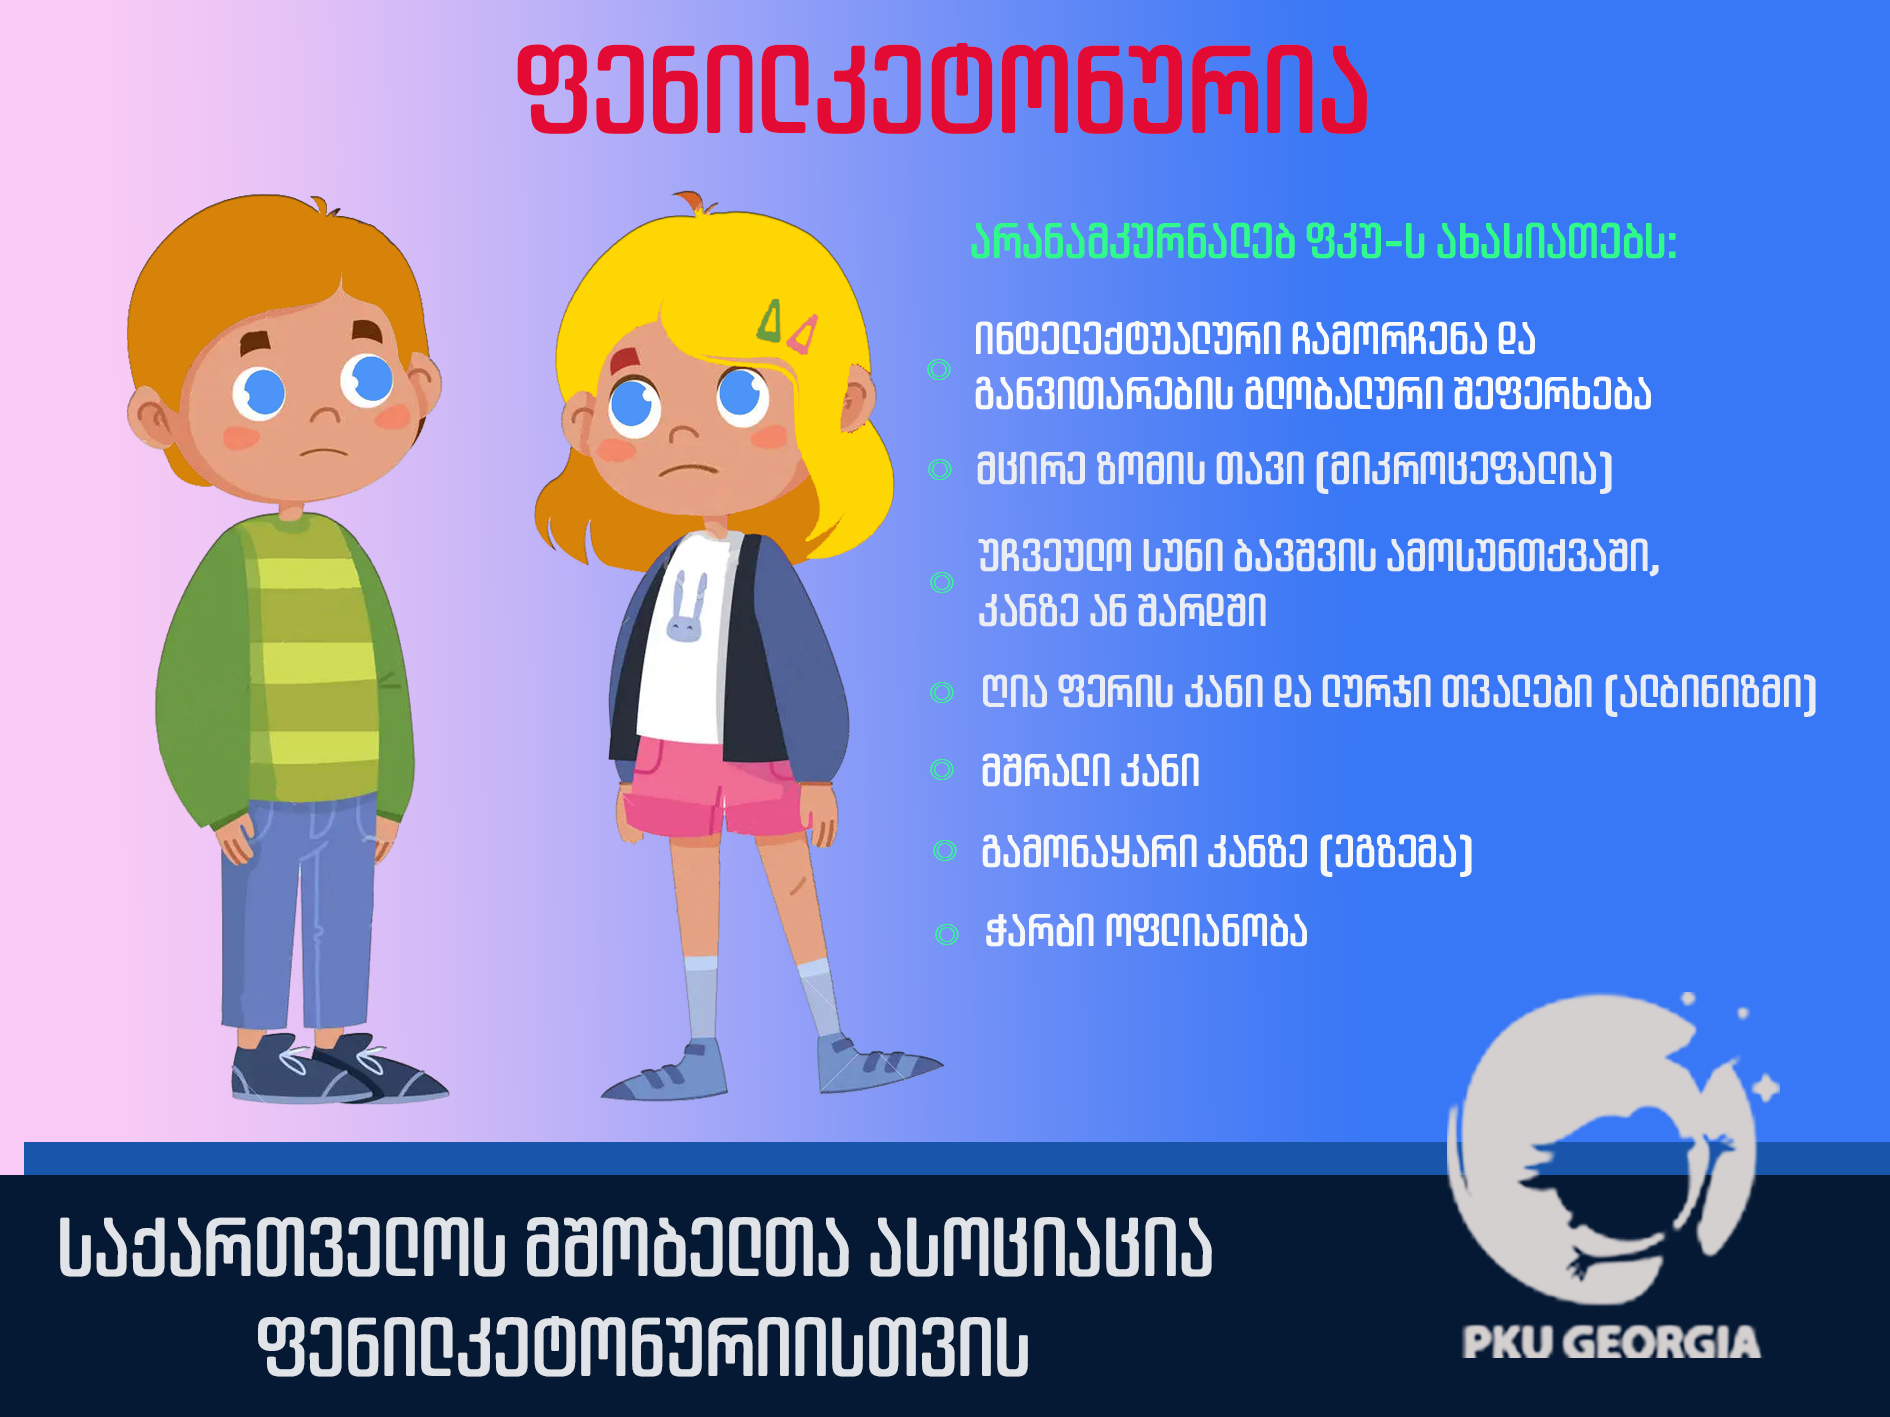 ფენილკეტონურია
არანამკურნალებ ფკუ-ს ახასიათებს:
ინტელექტუალური ჩამორჩენა და
განვითარების გლობალური შეფერხება
მცირე ზომის თავი (მიკროცეფალია)
უჩვეულო სუნი ბავშვის ამოსუნთქვაში,
კანზე ან შარდში
ღია ფერის კანი და ლურჯი თვალები (ალბინიზმი)
მშრალი კანი
გამონაყარი კანზე (ეგზემა)
ჭარბი ოფლიანობა
საქართველოს მშობელთა ასოციაცია
ფენილკეტონურიისთვის
PKU GEORGIA